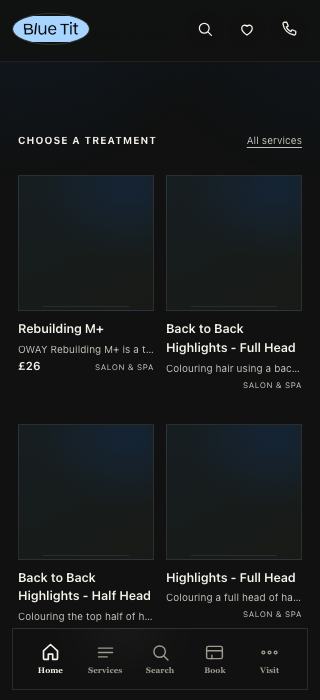 Blue Tit
CHOOSE A TREATMENT
All services
Rebuilding M+
OWAY Rebuilding M+ is a t...
£26
SALON & SPA
Back to Back
Highlights - Full Head
Colouring hair using a bac...
SALON & SPA
Back to Back
Highlights - Half Head
Colouring the top half of h...
Highlights - Full Head
Colouring a full head of ha...
SALON & SPA
Home
Services
Search
Book
Visit